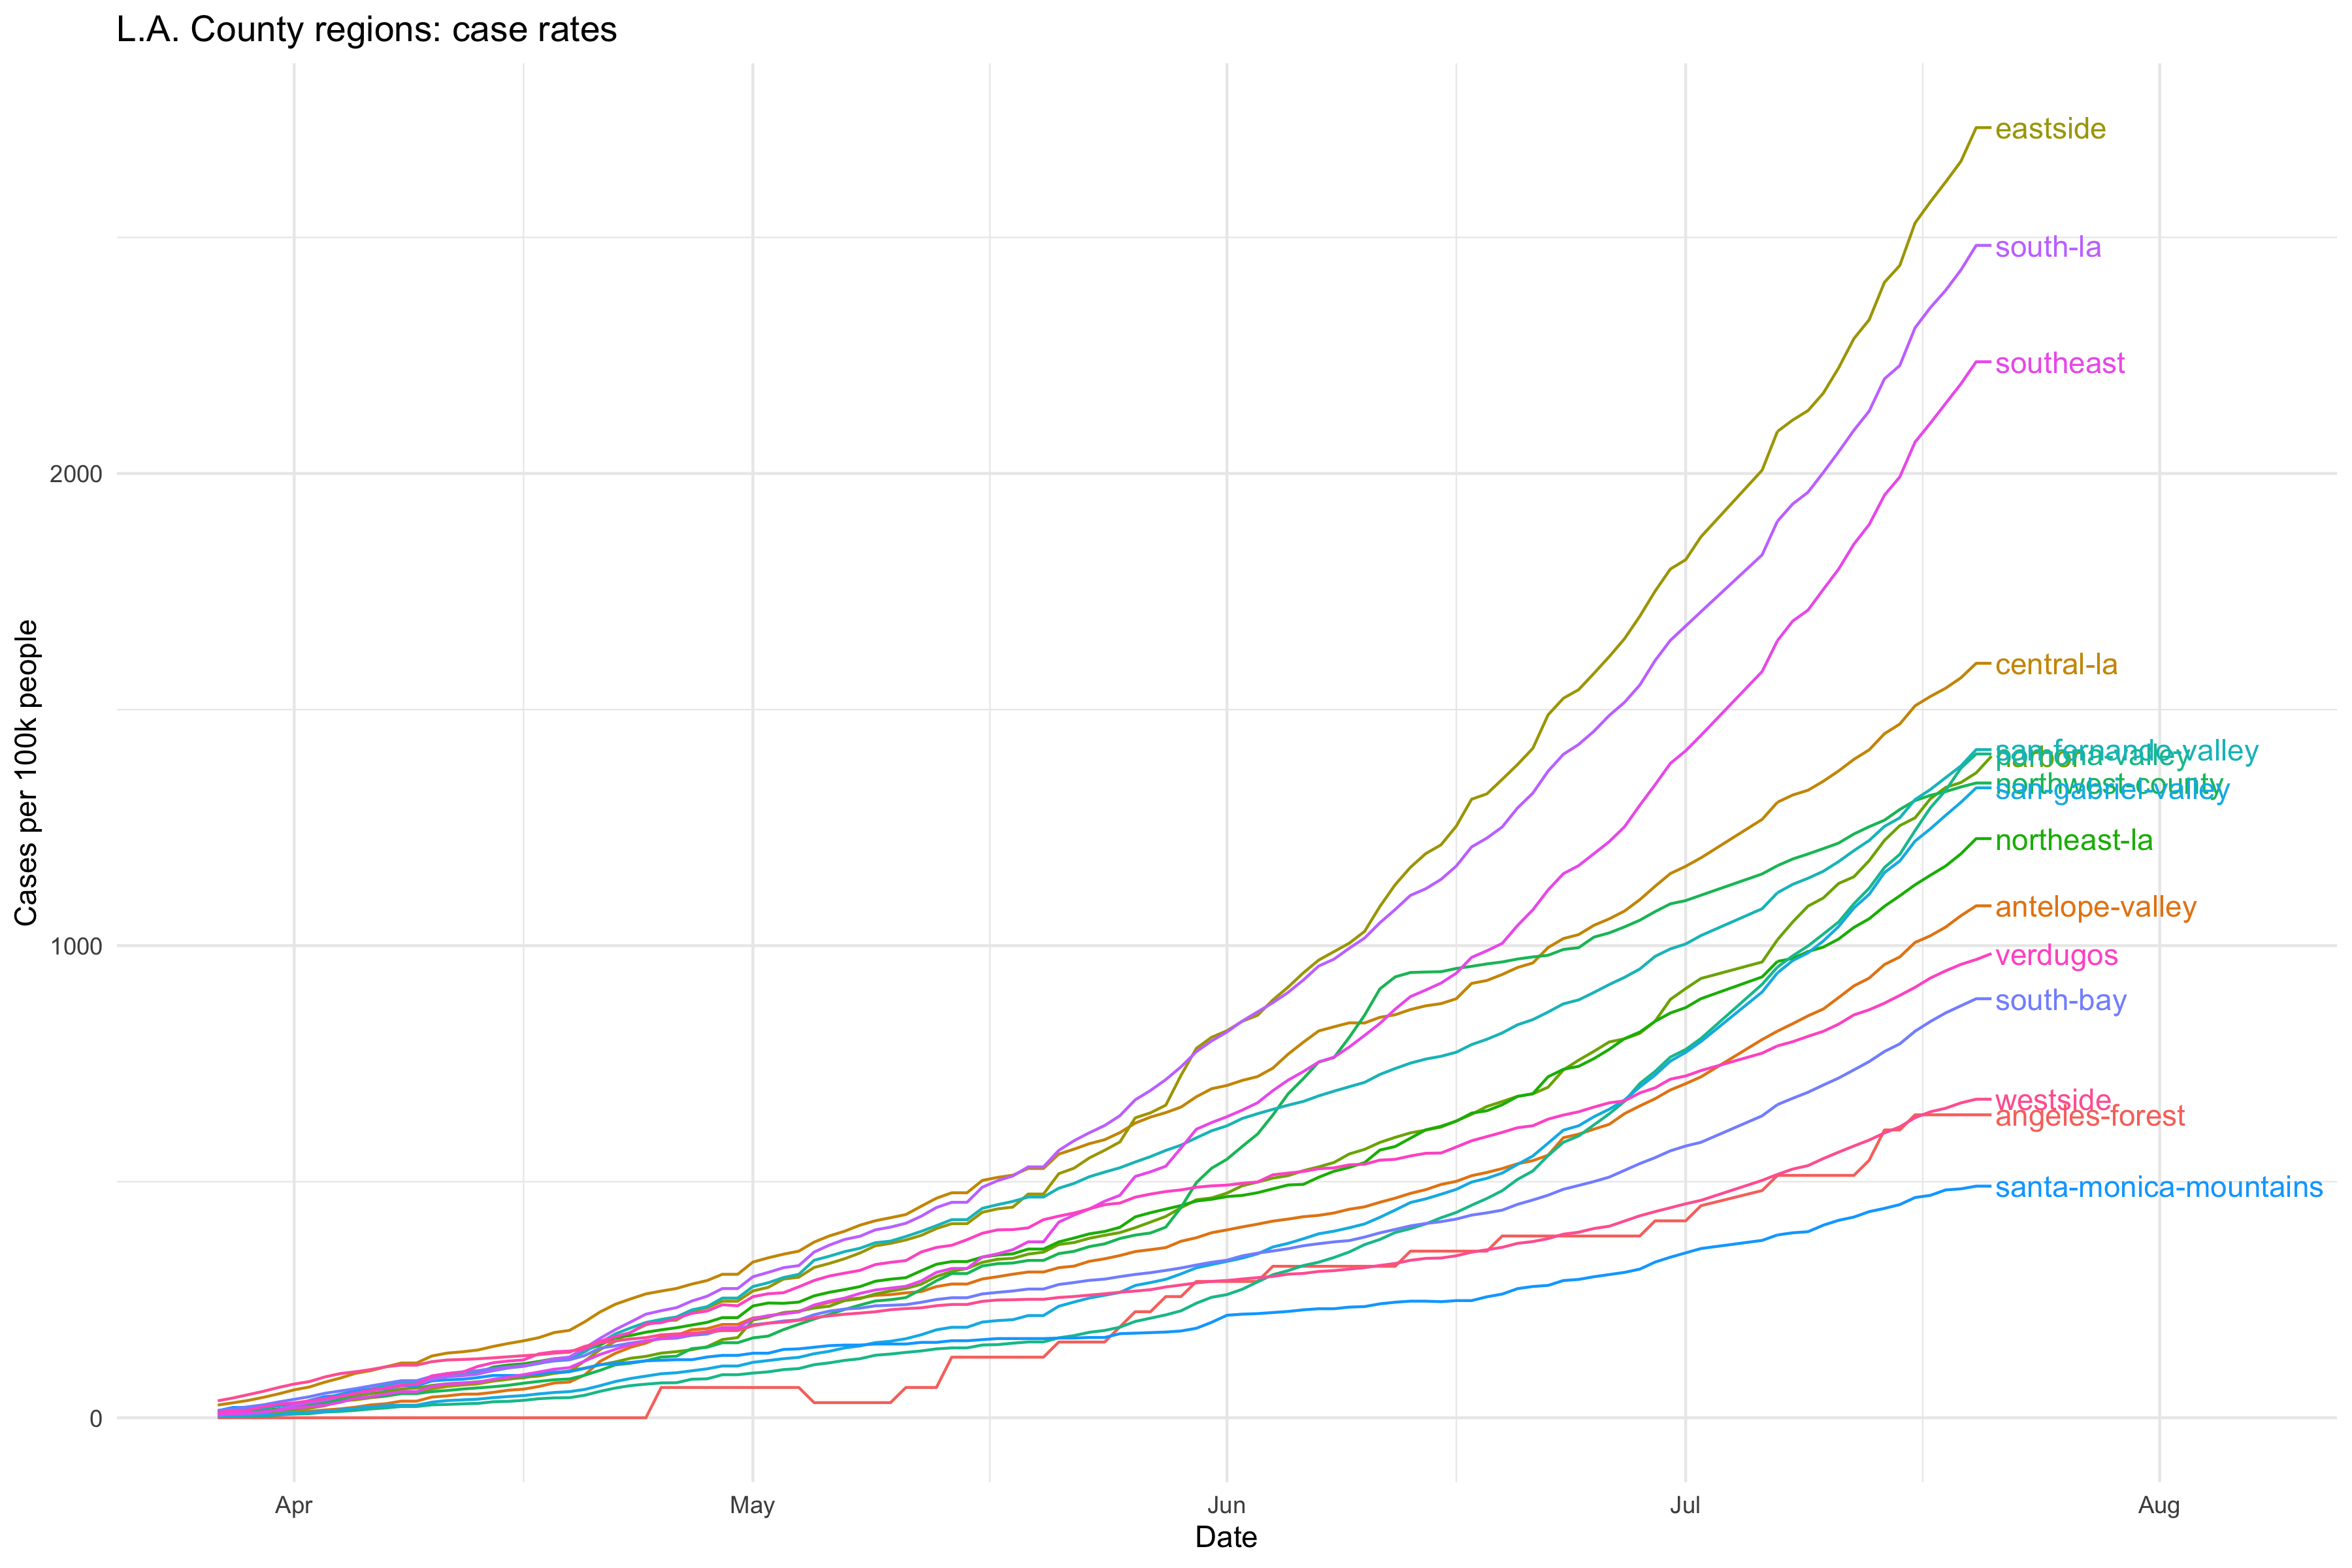 L.A. County regions: case rates
Cases per 100k people
2000
1000
0
eastside
south-la
southeast
central-la
san-fernando-valley
pomona-valley
harbor
northwest-county
san-gabriel-valley
northeast-la
antelope-valley
verdugos
south-bay
westside
angeles-forest
santa-monica-mountains
Apr
May
Jun
Jul
Aug
Date